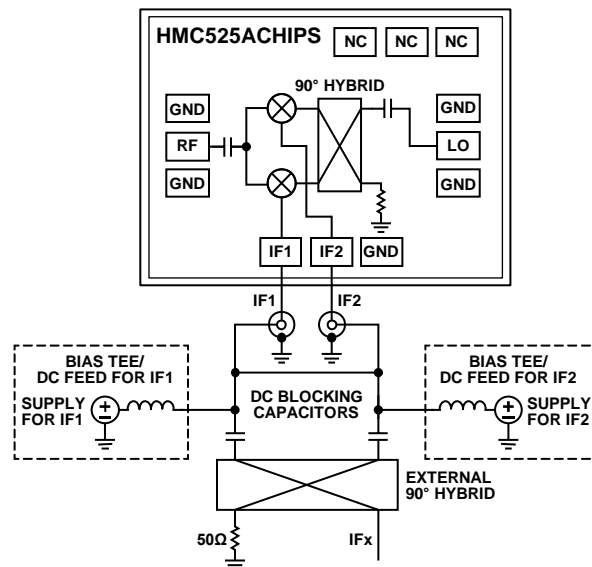 HMC525ACHIPS
NC NC NC
90° HYBRID
GND GND
RF LO
GND GND
IF1 IF2 GND
IF1 IF2
BIAS TEE/
DC FEED FOR IF1
SUPPLY
FOR IF1
+
–
DC BLOCKING
CAPACITORS
BIAS TEE/
DC FEED FOR IF2
+
–
SUPPLY
FOR IF2
EXTERNAL
90° HYBRID
50Ω
IFx